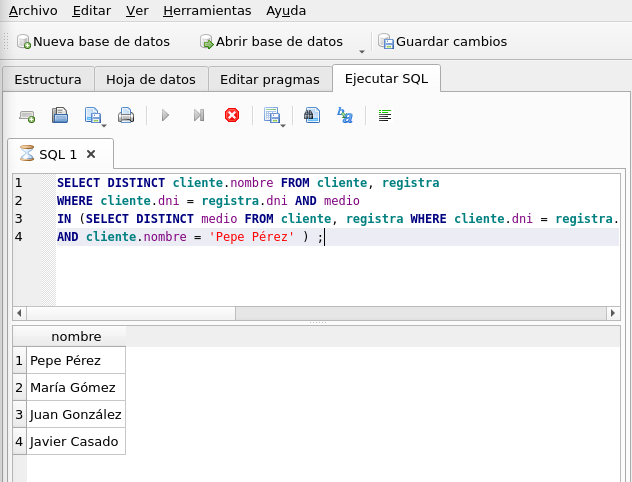 Archivo Editar Ver Herramientas Ayuda
Nueva base de datos Abrir base de datos Guardar cambios
Estructura Hoja de datos Editar pragmas Ejecutar SQL
SQL 1
1 SELECT DISTINCT cliente.nombre FROM cliente, registra
2 WHERE cliente.dni = registra.dni AND medio
3 IN (SELECT DISTINCT medio FROM cliente, registra WHERE cliente.dni = registra.
4 AND cliente.nombre = 'Pepe Pérez' ) ;
nombre
1 Pepe Pérez
2 María Gómez
3 Juan González
4 Javier Casado